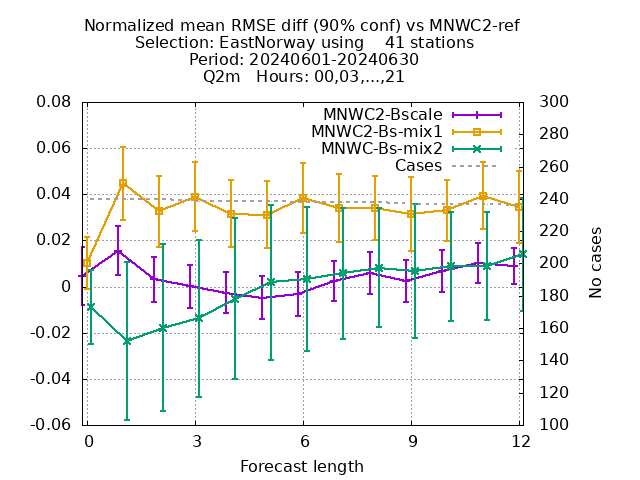 Normalized mean RMSE diff (90% conf) vs MNWC2-ref
Selection: EastNorway using    41 stations
Period: 20240601-20240630
Q2m   Hours: 00,03,...,21
MNWC2-Bscale
MNWC2-Bs-mix1
MNWC-Bs-mix2
Cases
0.08
0.06
0.04
0.02
0
-0.02
-0.04
-0.06
300
280
260
240
220
200
180
160
140
120
100
No cases
0 3 6 9 12
Forecast length